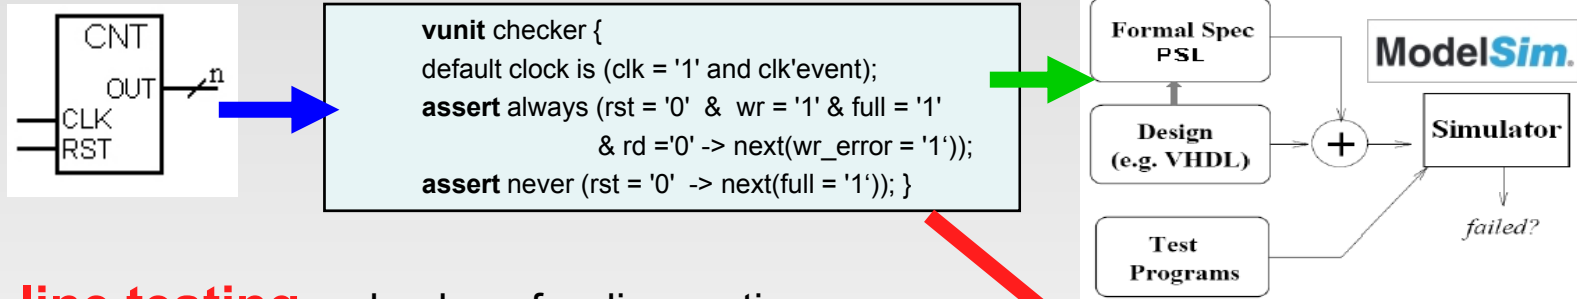 CNT
OUT
n
CLK
RST
vunit checker {
default clock is (clk = '1' and clk'event);
assert always (rst = '0' & wr = '1' & full = '1'
& rd ='0' -> next(wr_error = '1‘));
assert never (rst = '0' -> next(full = '1‘)); }
Formal Spec
PSL
ModelSim.
Design
(e.g. VHDL)
+
Simulator
failed?
Test
Programs
line testing